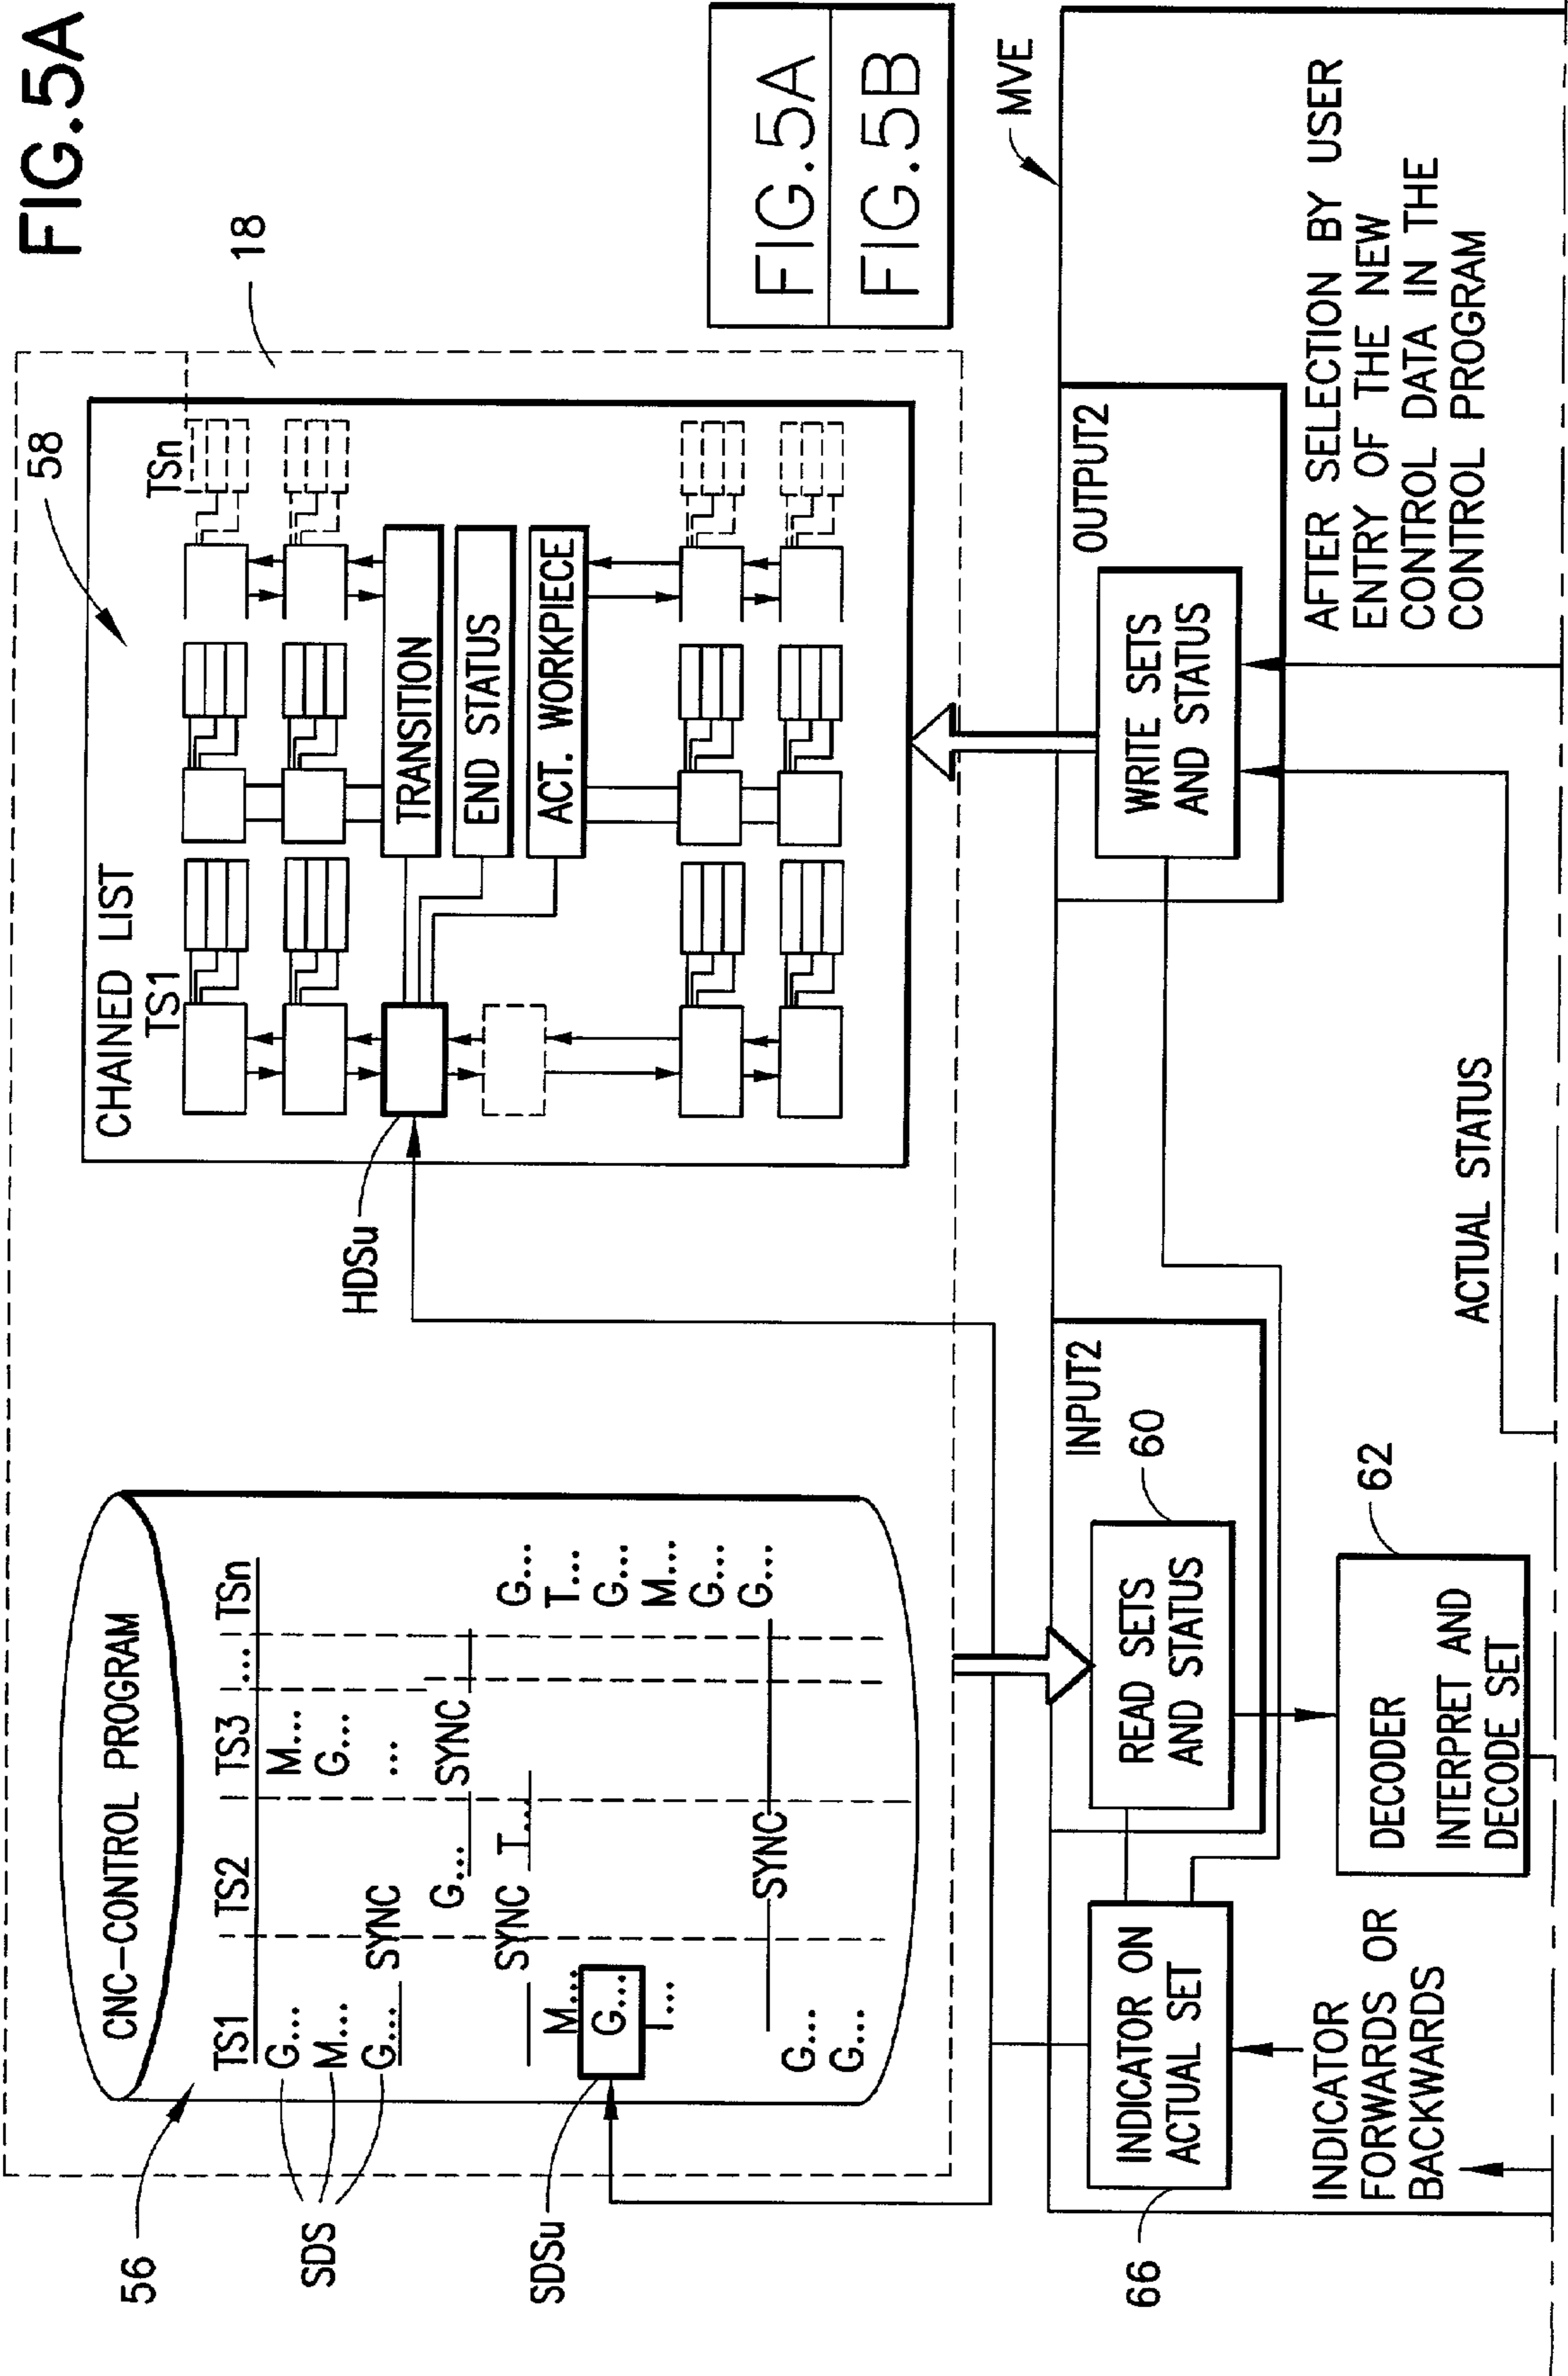 FIG.5A
18
58
CHAINED LIST
TS1
TSn
TRANSITION
END STATUS
ACT. WORKPIECE
HDSu
CNC-CONTROL PROGRAM
TS1 TS2 TS3 ... TSn
G... M...
M... G...
G... SYNC ...
G... SYNC
G...
SYNC T...
T...
M... G...
G... M...
T... G...
G...
SYNC
G...
G...
56
SDS
SDSu
FIG.5A
FIG.5B
MVE
INPUT2
OUTPUT2
60
READ SETS
AND STATUS
WRITE SETS
AND STATUS
INDICATOR ON
ACTUAL SET
66
INDICATOR
FORWARDS OR
BACKWARDS
62
DECODER
INTERPRET AND
DECODE SET
ACTUAL STATUS
AFTER SELECTION BY USER
ENTRY OF THE NEW
CONTROL DATA IN THE
CONTROL PROGRAM